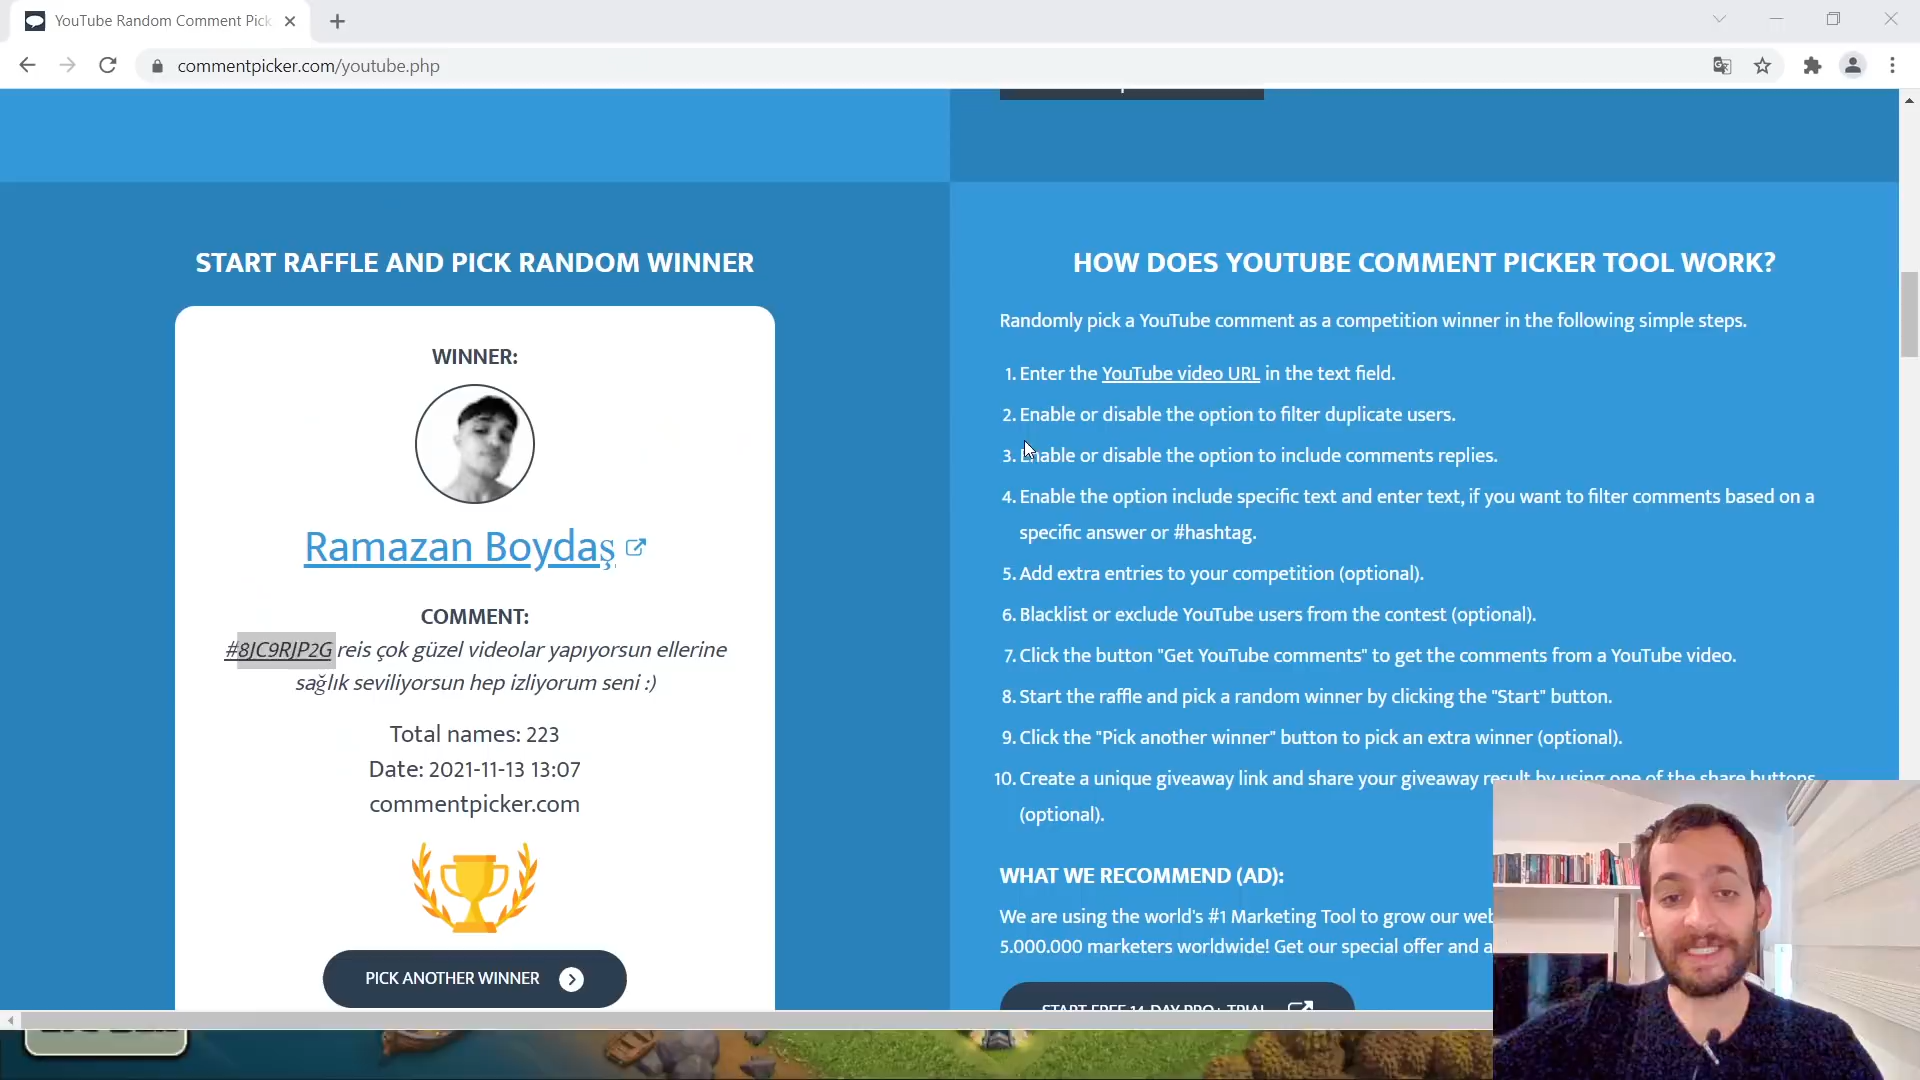 YouTube Random Comment Pick
commentpicker.com/youtube.php
START RAFFLE AND PICK RANDOM WINNER
WINNER:
Ramazan Boydaş
COMMENT:
#8JC9RJP2G reis çok güzel videolar yapıyorsun ellerine
sağlık seviliyorsun hep izliyorum seni :)
Total names: 223
Date: 2021-11-13 13:07
commentpicker.com
PICK ANOTHER WINNER
HOW DOES YOUTUBE COMMENT PICKER TOOL WORK?
Randomly pick a YouTube comment as a competition winner in the following simple steps.
1. Enter the YouTube video URL in the text field.
2. Enable or disable the option to filter duplicate users.
3. Enable or disable the option to include comments replies.
4. Enable the option include specific text and enter text, if you want to filter comments based on a
specific answer or #hashtag.
5. Add extra entries to your competition (optional).
6. Blacklist or exclude YouTube users from the contest (optional).
7. Click the button "Get YouTube comments" to get the comments from a YouTube video.
8. Start the raffle and pick a random winner by clicking the "Start" button.
9. Click the "Pick another winner" button to pick an extra winner (optional).
10. Create a unique giveaway link and share your giveaway result by using one of the share buttons
(optional).
WHAT WE RECOMMEND (AD):
We are using the world's #1 Marketing Tool to grow our web
5.000.000 marketers worldwide! Get our special offer and a
START FREE 14-DAY PRO+ TRIAL